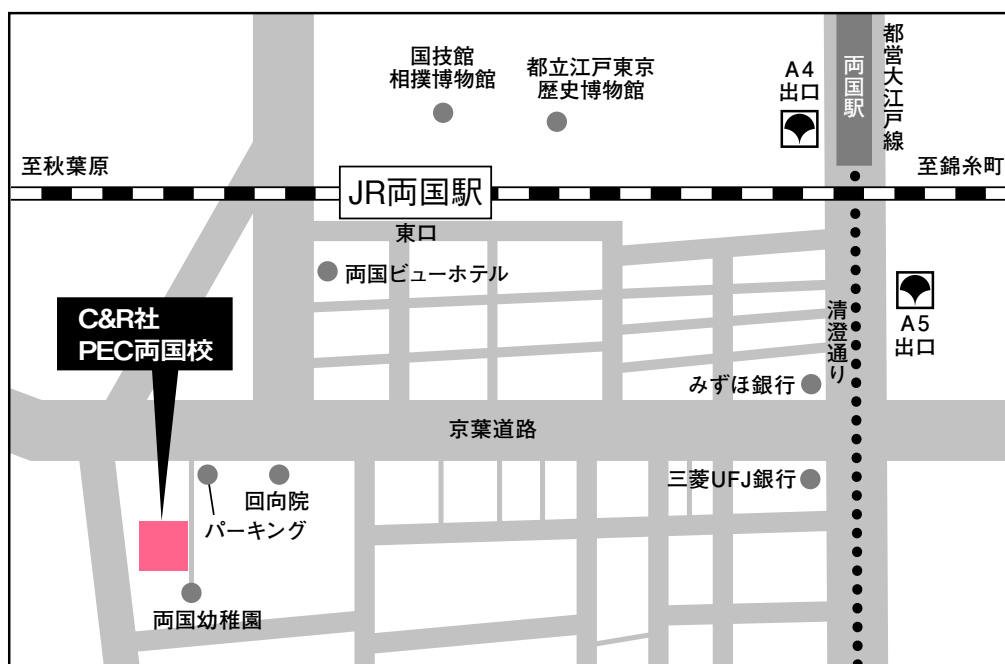 国技館
相撲博物館
都立江戸東京
歴史博物館
A4
出口
両国駅
都営大江戸線
至秋葉原
至錦糸町
JR両国駅
東口
両国ビューホテル
C&R社
PEC両国校
清澄通り
A5
出口
みずほ銀行
京葉道路
三菱UFJ銀行
回向院
パーキング
両国幼稚園